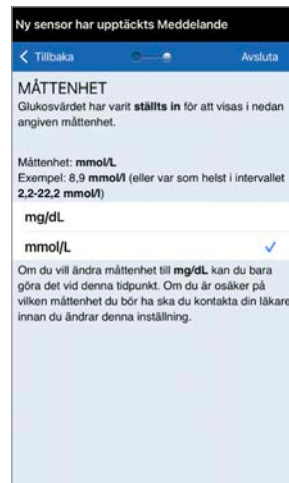 Ny sensor har upptäckts Meddelande
Tillbaka
Avsluta
MÅTTENHET
Glukosvärdet har varit ställts in för att visas i nedan
angiven måttenhet.
Måttenhet: mmol/L
Exempel: 8,9 mmol/l (eller var som helst i intervallet
2,2-22,2 mmol/l)
mg/dL
mmol/L
Om du vill ändra måttenhet till mg/dL kan du bara
göra det vid denna tidpunkt. Om du är osäker på
vilken måttenhet du bör ha ska du kontakta din läkare
innan du ändrar denna inställning.